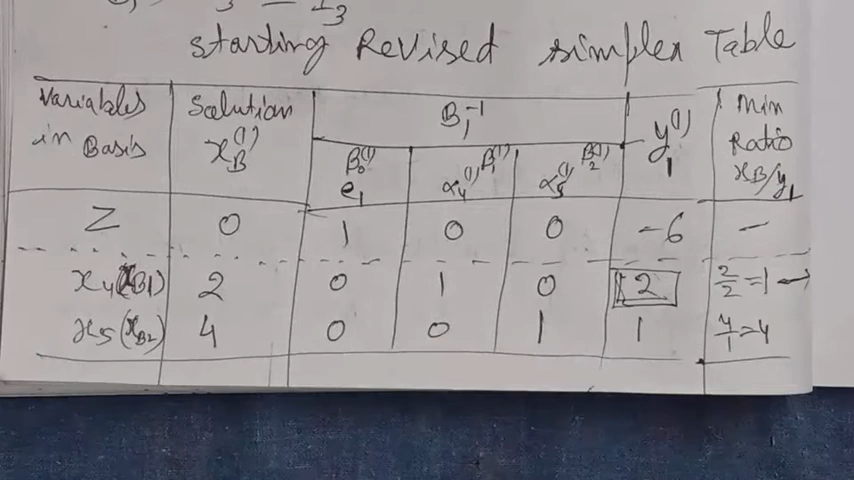 starting Revised simplex Table
Variables in Basis | Solution x_B^(1) | B_1^-1 | y_1^(1) | Min Ratio x_B/y_1
β_0^(1) e_1 | α_4^(1) β_1^(1) | α_5^(1) β_2^(1)
Z | 0 | 1 | 0 | 0 | -6 | —
x_4(x_B1) | 2 | 0 | 1 | 0 | 2 | 2/2=1→
x_5(x_B2) | 4 | 0 | 0 | 1 | 1 | 4/1=4